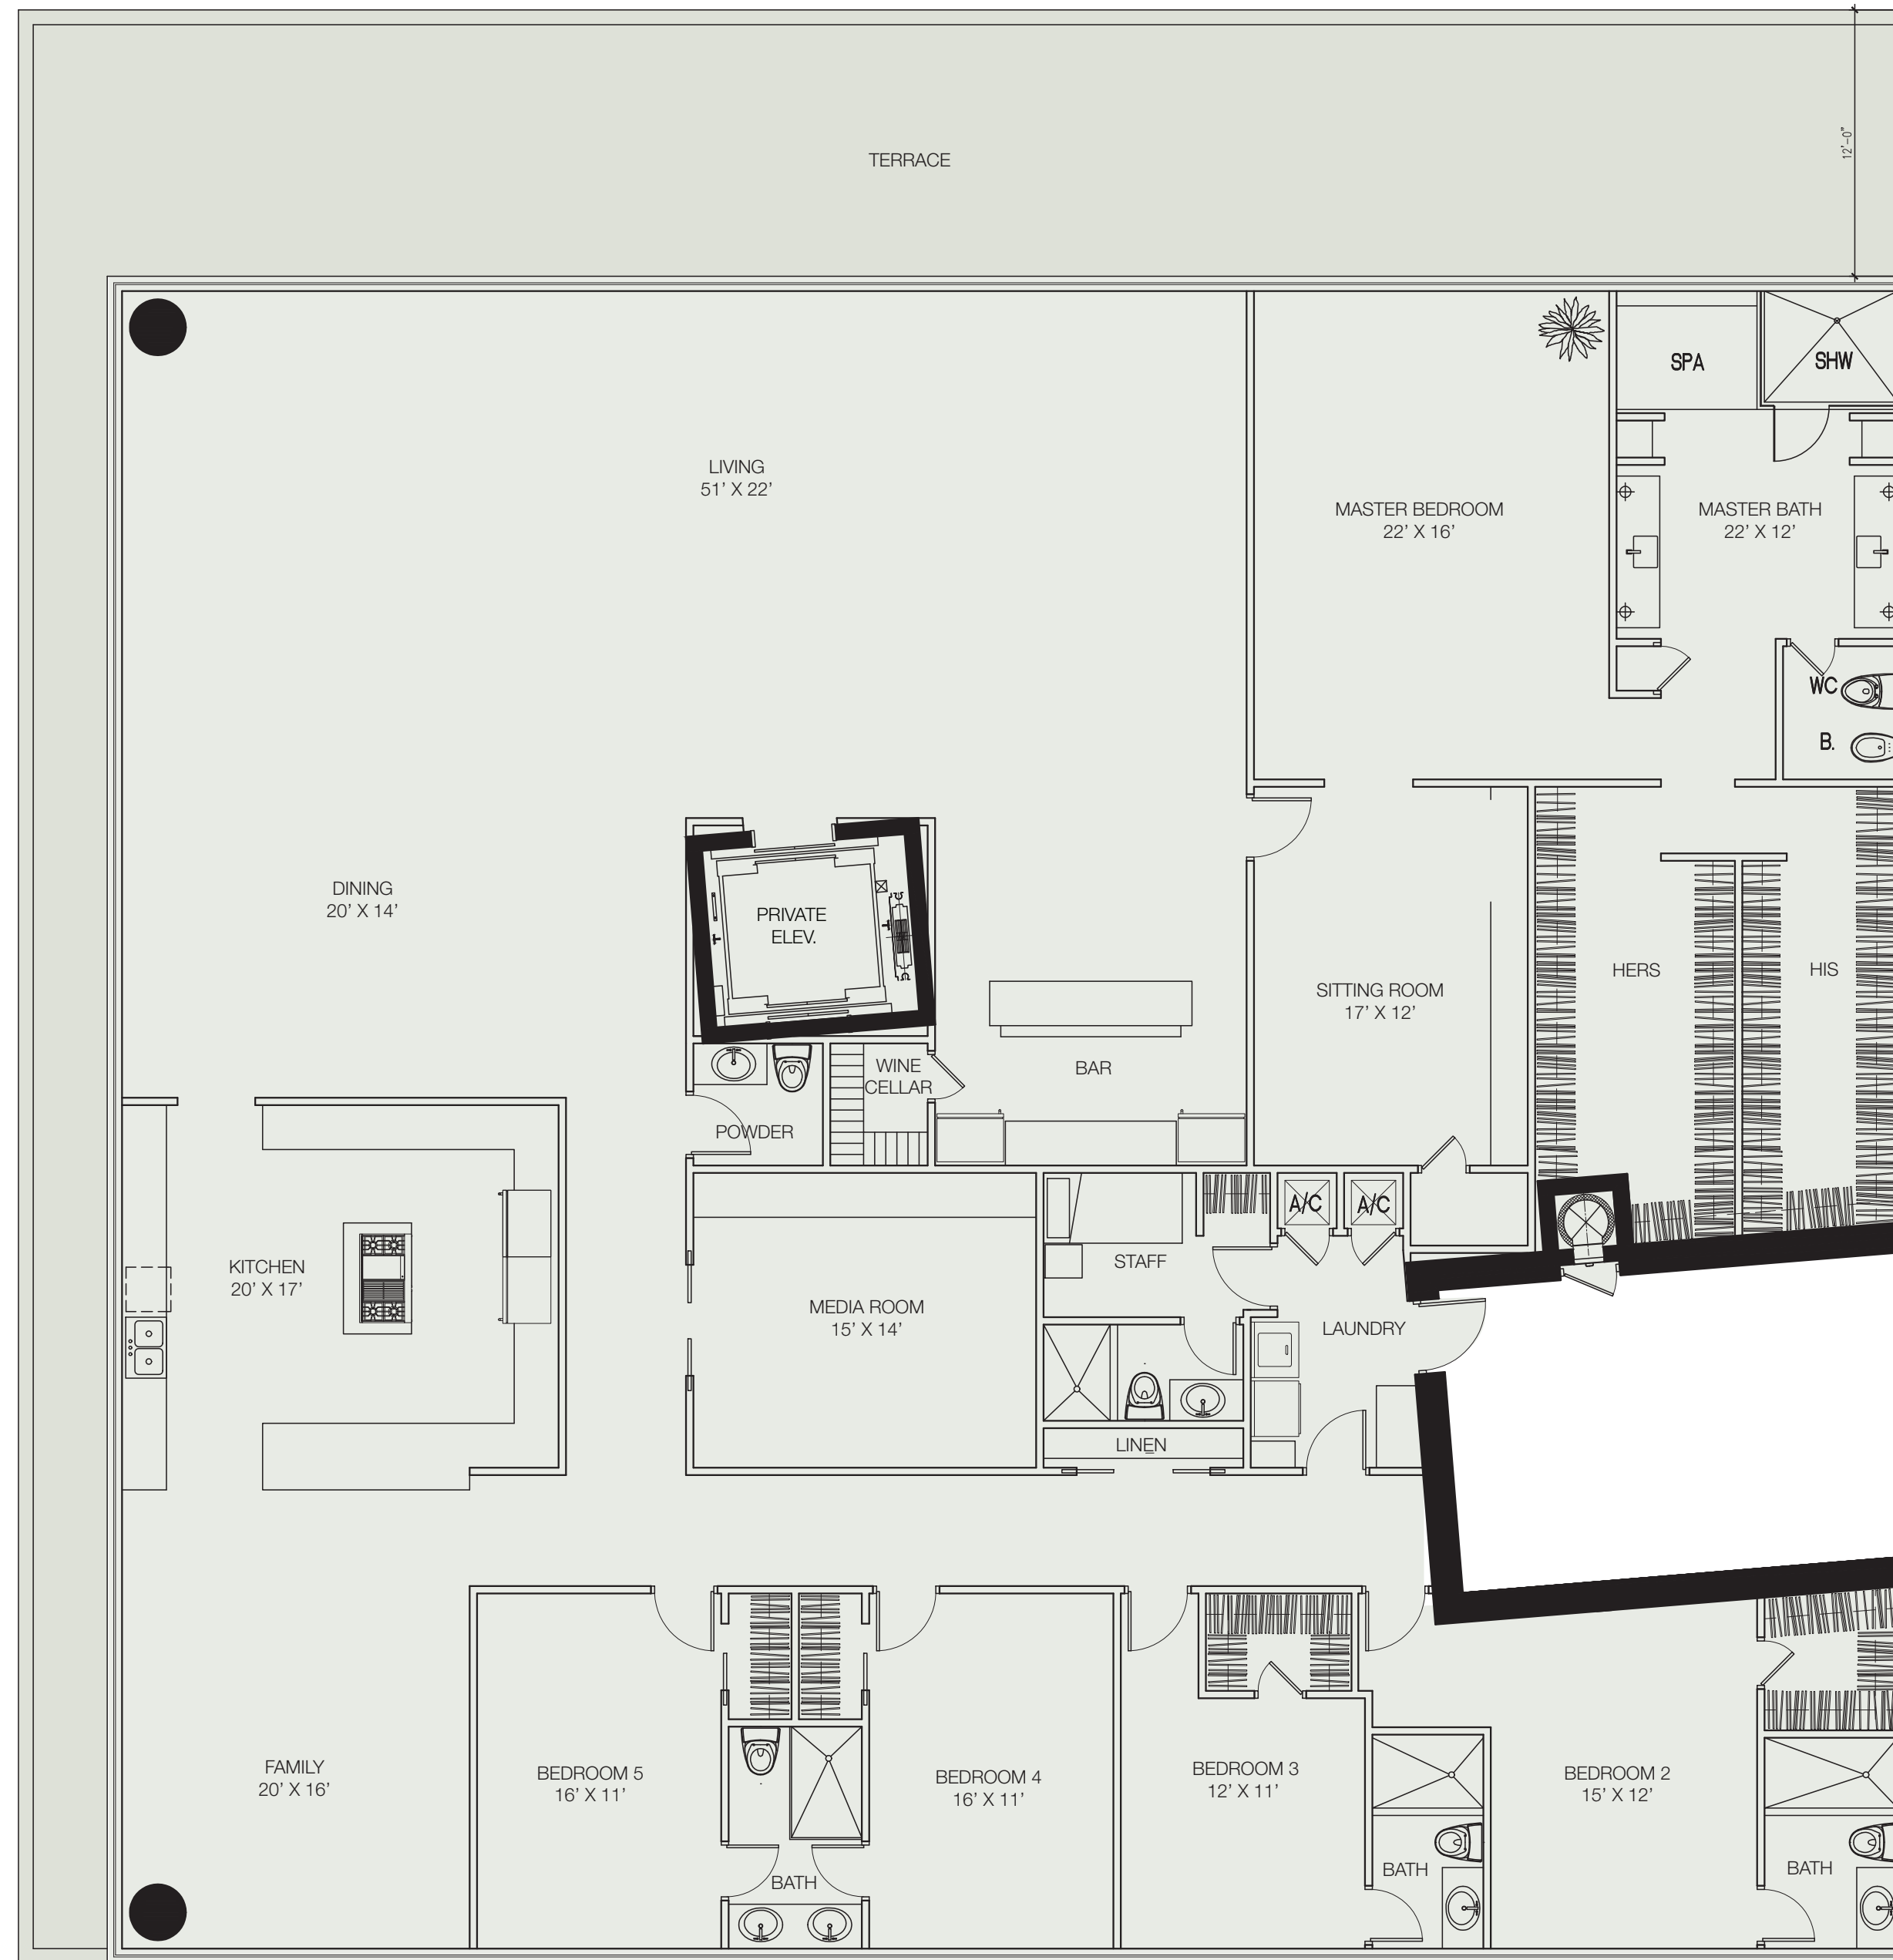 TERRACE
12'-0"
SPA
SHW
LIVING
51’ X 22’
MASTER BEDROOM
22’ X 16’
MASTER BATH
22’ X 12’
WC
B.
DINING
20’ X 14’
PRIVATE
ELEV.
HERS
HIS
SITTING ROOM
17’ X 12’
WINE
CELLAR
BAR
POWDER
A/C
A/C
STAFF
KITCHEN
20’ X 17’
MEDIA ROOM
15’ X 14’
LAUNDRY
LINEN
FAMILY
20’ X 16’
BEDROOM 5
16’ X 11’
BEDROOM 4
16’ X 11’
BEDROOM 3
12’ X 11’
BEDROOM 2
15’ X 12’
BATH
BATH
BATH